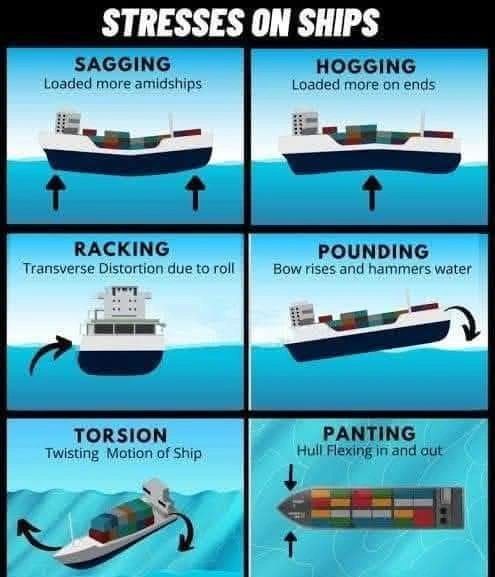 STRESSES ON SHIPS
SAGGING
Loaded more amidships
HOGGING
Loaded more on ends
RACKING
Transverse Distortion due to roll
POUNDING
Bow rises and hammers water
TORSION
Twisting Motion of Ship
PANTING
Hull Flexing in and out